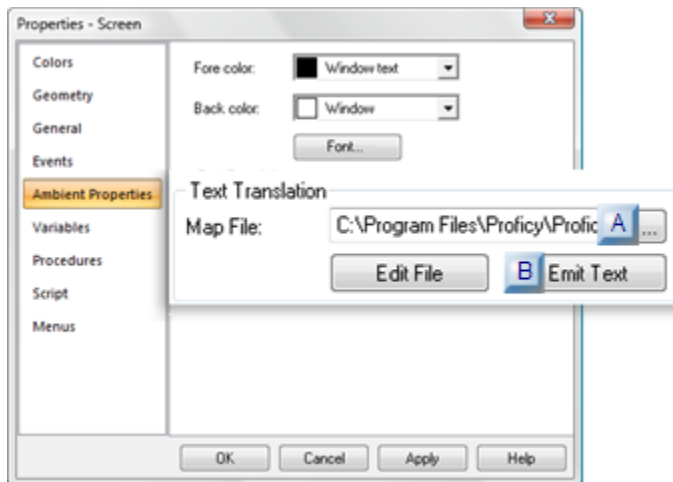 Properties - Screen
Colors
Geometry
General
Events
Ambient Properties
Variables
Procedures
Script
Menus
Fore color: Window text
Back color: Window
Font...
Text Translation
Map File: C:\Program Files\Proficy\Profic A ...
Edit File B Emit Text
OK Cancel Apply Help